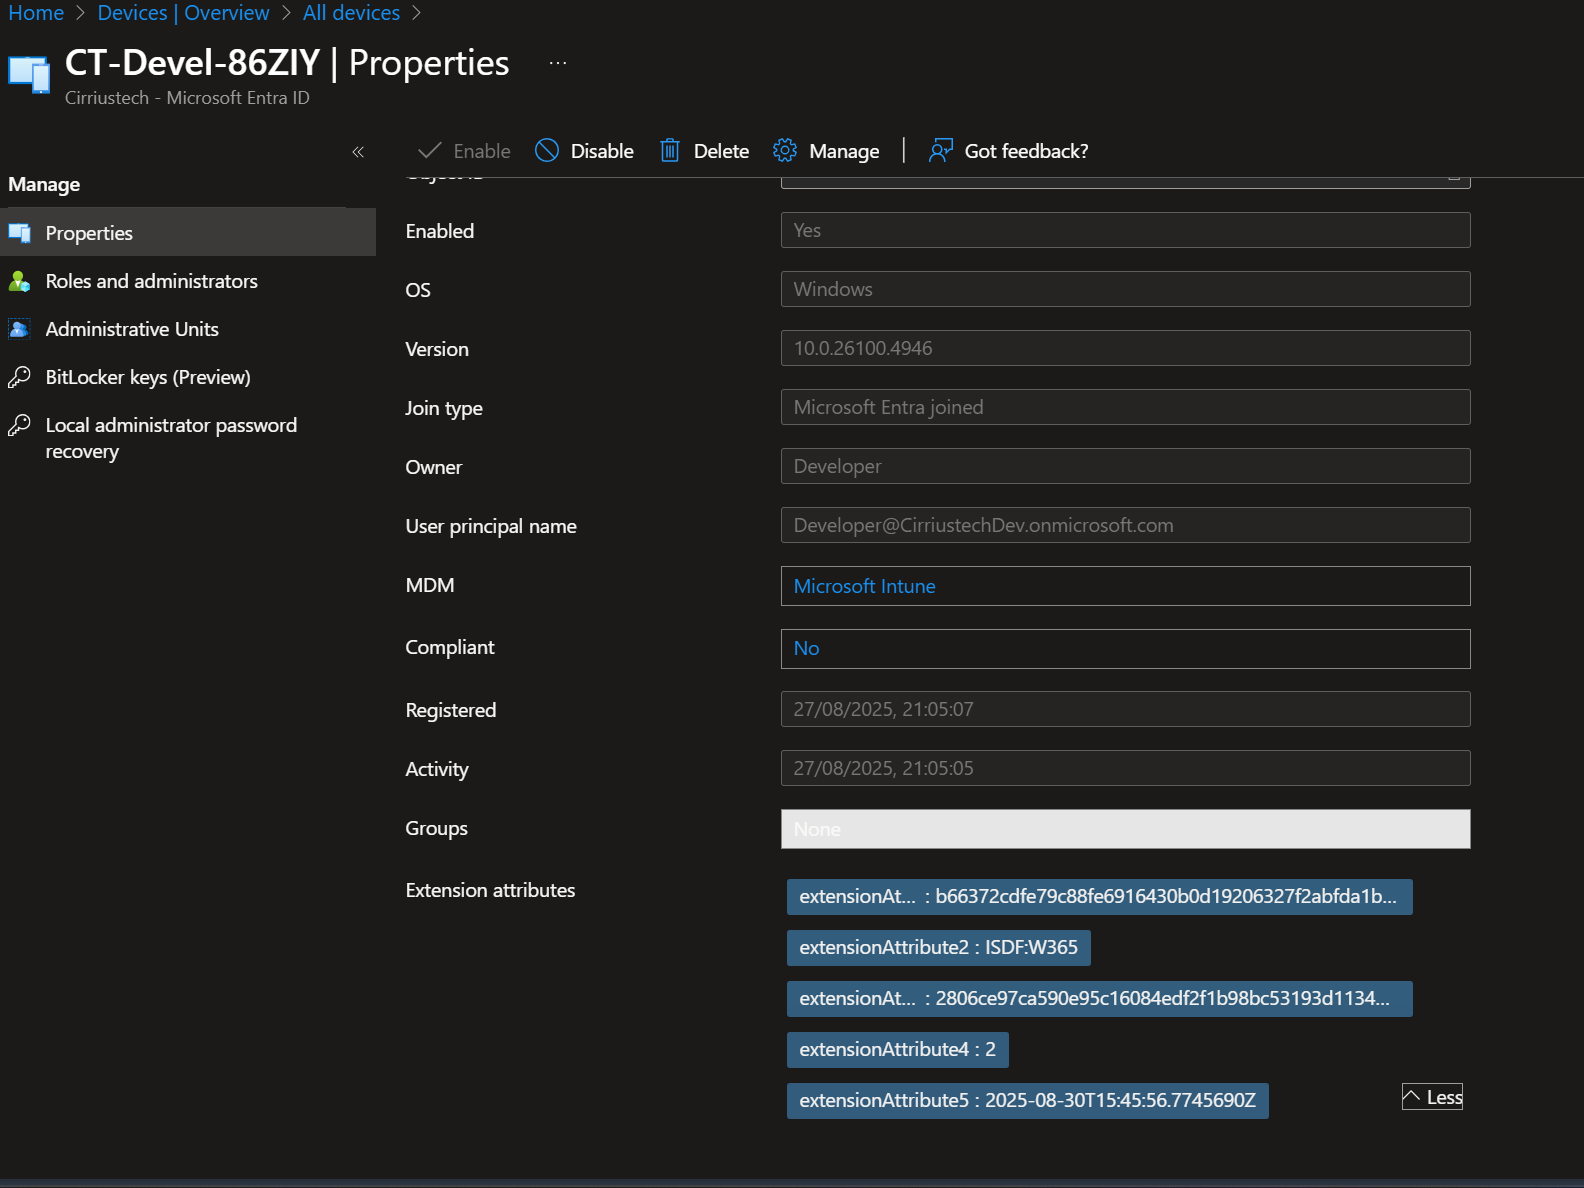 Home > Devices | Overview > All devices >
CT-Devel-86ZIY | Properties ...
Cirriustech - Microsoft Entra ID
«
Enable Disable Delete Manage | Got feedback?
Manage
Properties
Roles and administrators
Administrative Units
BitLocker keys (Preview)
Local administrator password
recovery
Object ID
Enabled Yes
OS Windows
Version 10.0.26100.4946
Join type Microsoft Entra joined
Owner Developer
User principal name Developer@CirriustechDev.onmicrosoft.com
MDM Microsoft Intune
Compliant No
Registered 27/08/2025, 21:05:07
Activity 27/08/2025, 21:05:05
Groups None
Extension attributes extensionAt... : b66372cdfe79c88fe6916430b0d19206327f2abfda1b...
extensionAttribute2 : ISDF:W365
extensionAt... : 2806ce97ca590e95c16084edf2f1b98bc53193d1134...
extensionAttribute4 : 2
extensionAttribute5 : 2025-08-30T15:45:56.7745690Z
Less